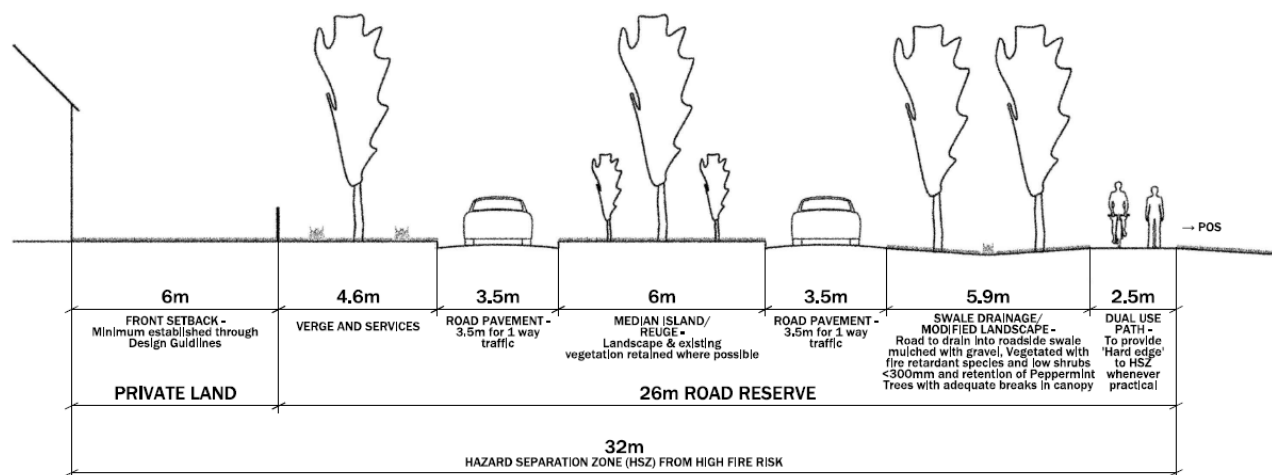 → POS
6m
4.6m
3.5m
6m
3.5m
5.9m
2.5m
FRONT SETBACK -
Minimum established through
Design Guidlines
VERGE AND SERVICES
ROAD PAVEMENT -
3.5m for 1 way
traffic
MEDIAN ISLAND/
REUGE -
Landscape & existing
vegetation retained where possible
ROAD PAVEMENT -
3.5m for 1 way
traffic
SWALE DRAINAGE/
MODIFIED LANDSCAPE -
Road to drain into roadside swale
mulched with gravel, Vegetated with
fire retardant species and low shrubs
<300mm and retention of Peppermint
Trees with adequate breaks in canopy
DUAL USE
PATH -
To provide
'Hard edge'
to HSZ
whenever
practical
PRIVATE LAND
26m ROAD RESERVE
32m
HAZARD SEPARATION ZONE (HSZ) FROM HIGH FIRE RISK